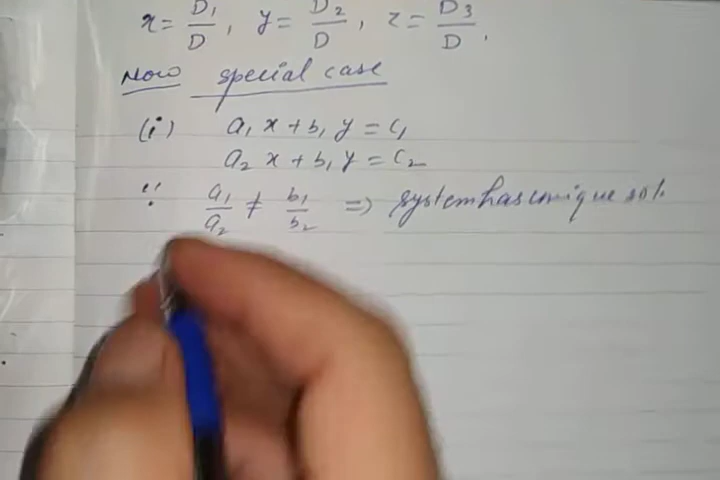 x = D1/D, y = D2/D, z = D3/D.
Now special case
(i) a1 x + b1 y = c1
a2 x + b1 y = c2
∵ a1/a2 ≠ b1/b2 => system has unique sol.